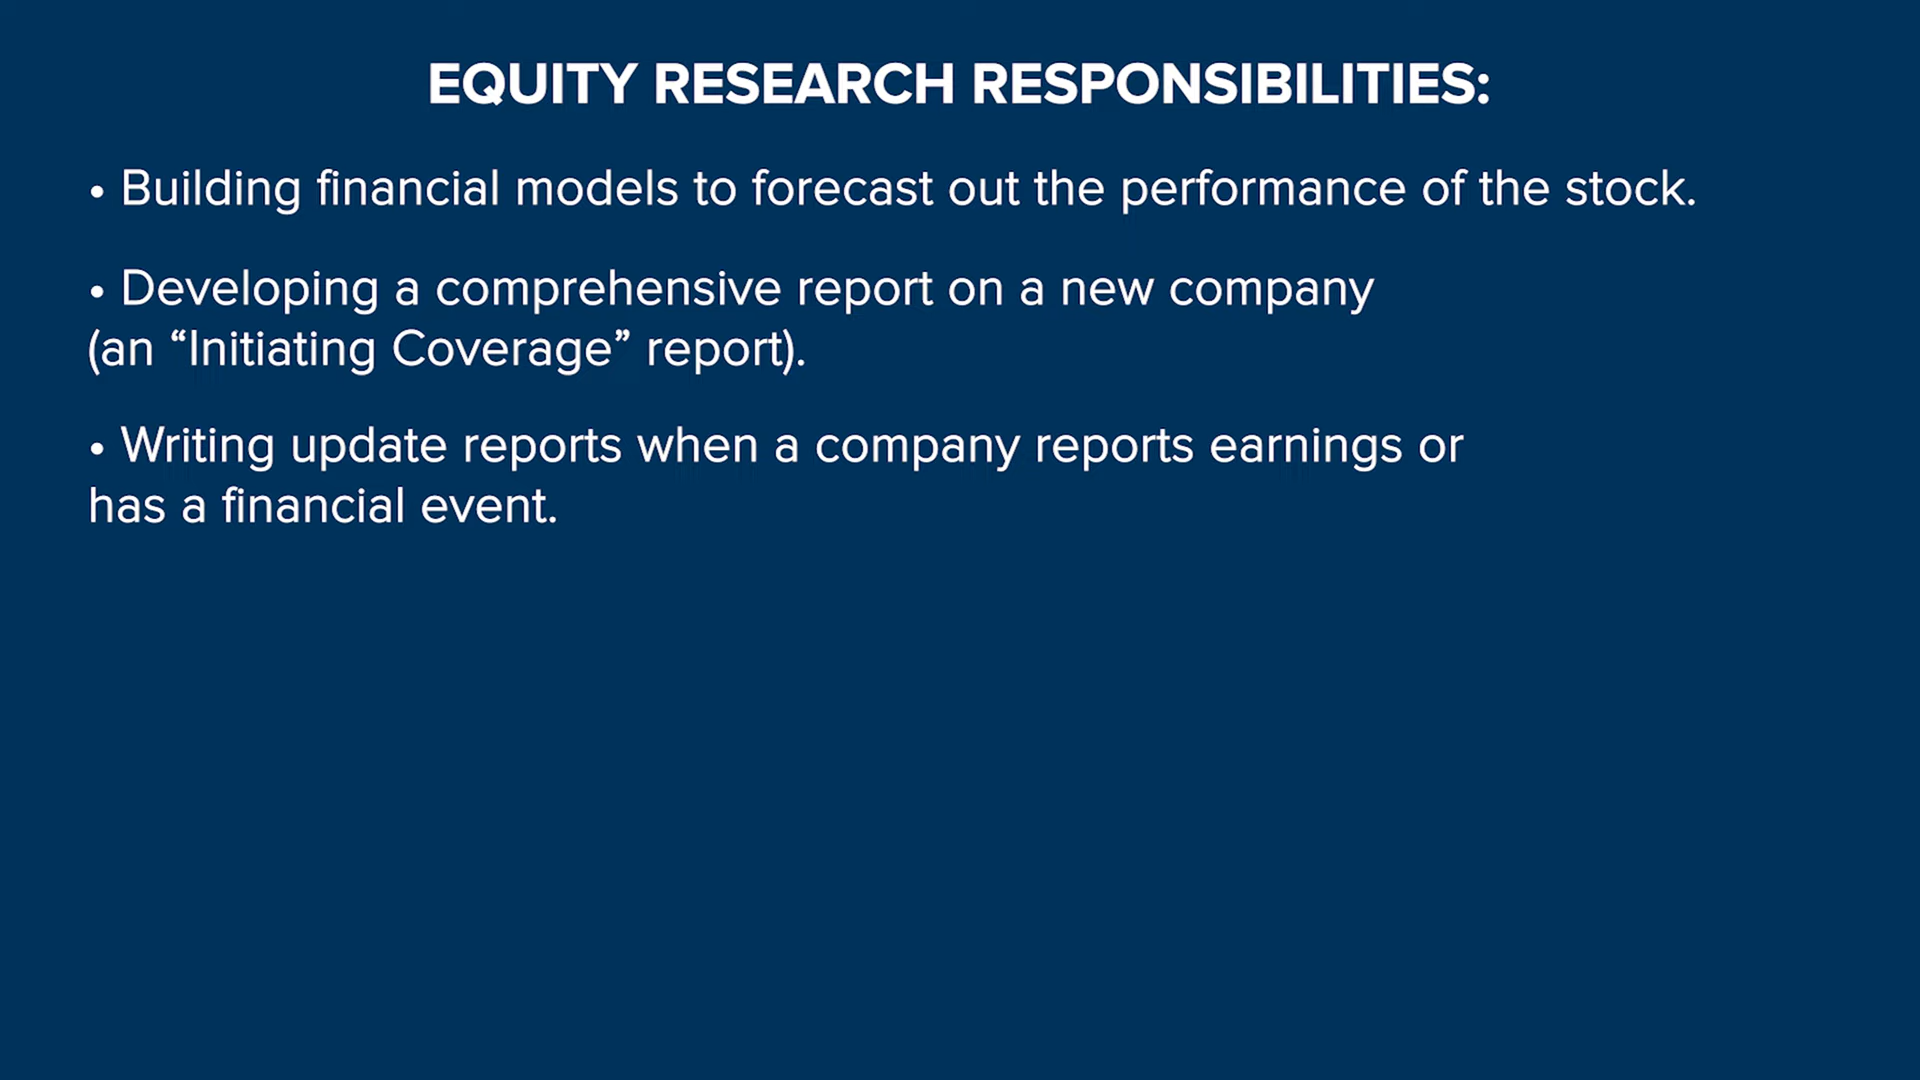 EQUITY RESEARCH RESPONSIBILITIES:
• Building financial models to forecast out the performance of the stock.
• Developing a comprehensive report on a new company
(an “Initiating Coverage” report).
• Writing update reports when a company reports earnings or
has a financial event.